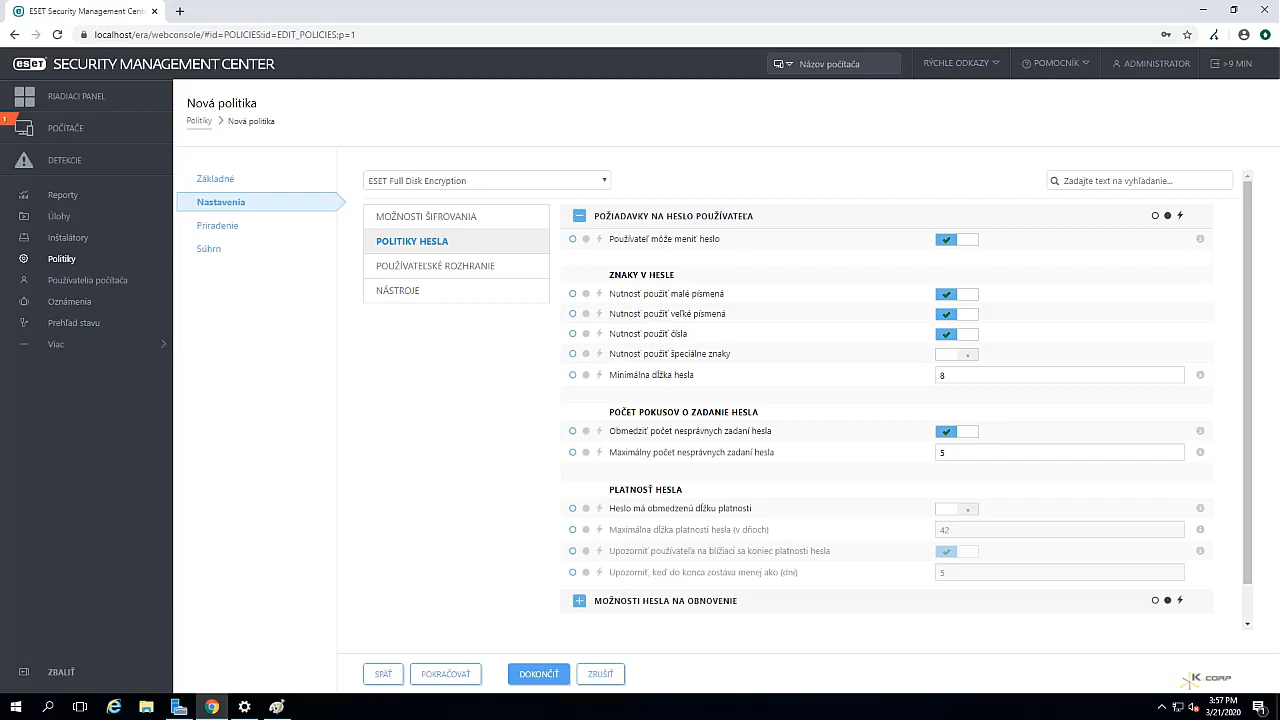 ESET Security Management Center
localhost/era/webconsole/#id=POLICIES;id=EDIT_POLICIES;p=1
eset SECURITY MANAGEMENT CENTER
Názov počítača
RÝCHLE ODKAZY
POMOCNÍK
ADMINISTRATOR
>9 MIN
RIADIACI PANEL
1
POČÍTAČE
DETEKCIE
Reporty
Úlohy
Inštalátory
Politiky
Používatelia počítača
Oznámenia
Prehľad stavu
Viac
ZBALIŤ
Nová politika
Politiky > Nová politika
Základné
Nastavenia
Priradenie
Súhrn
ESET Full Disk Encryption
Zadajte text na vyhľadanie...
MOŽNOSTI ŠIFROVANIA
POLITIKY HESLA
POUŽÍVATEĽSKÉ ROZHRANIE
NÁSTROJE
POŽIADAVKY NA HESLO POUŽÍVATEĽA
Používateľ môže meniť heslo
ZNAKY V HESLE
Nutnosť použiť malé písmená
Nutnosť použiť veľké písmená
Nutnosť použiť čísla
Nutnosť použiť špeciálne znaky
Minimálna dĺžka hesla 8
POČET POKUSOV O ZADANIE HESLA
Obmedziť počet nesprávnych zadaní hesla
Maximálny počet nesprávnych zadaní hesla 5
PLATNOSŤ HESLA
Heslo má obmedzenú dĺžku platnosti
Maximálna dĺžka platnosti hesla (v dňoch) 42
Upozorniť používateľa na blížiaci sa koniec platnosti hesla
Upozorniť, keď do konca zostáva menej ako (dni) 5
MOŽNOSTI HESLA NA OBNOVENIE
SPÄŤ
POKRAČOVAŤ
DOKONČIŤ
ZRUŠIŤ
K CORP
3:57 PM
3/21/2020
1